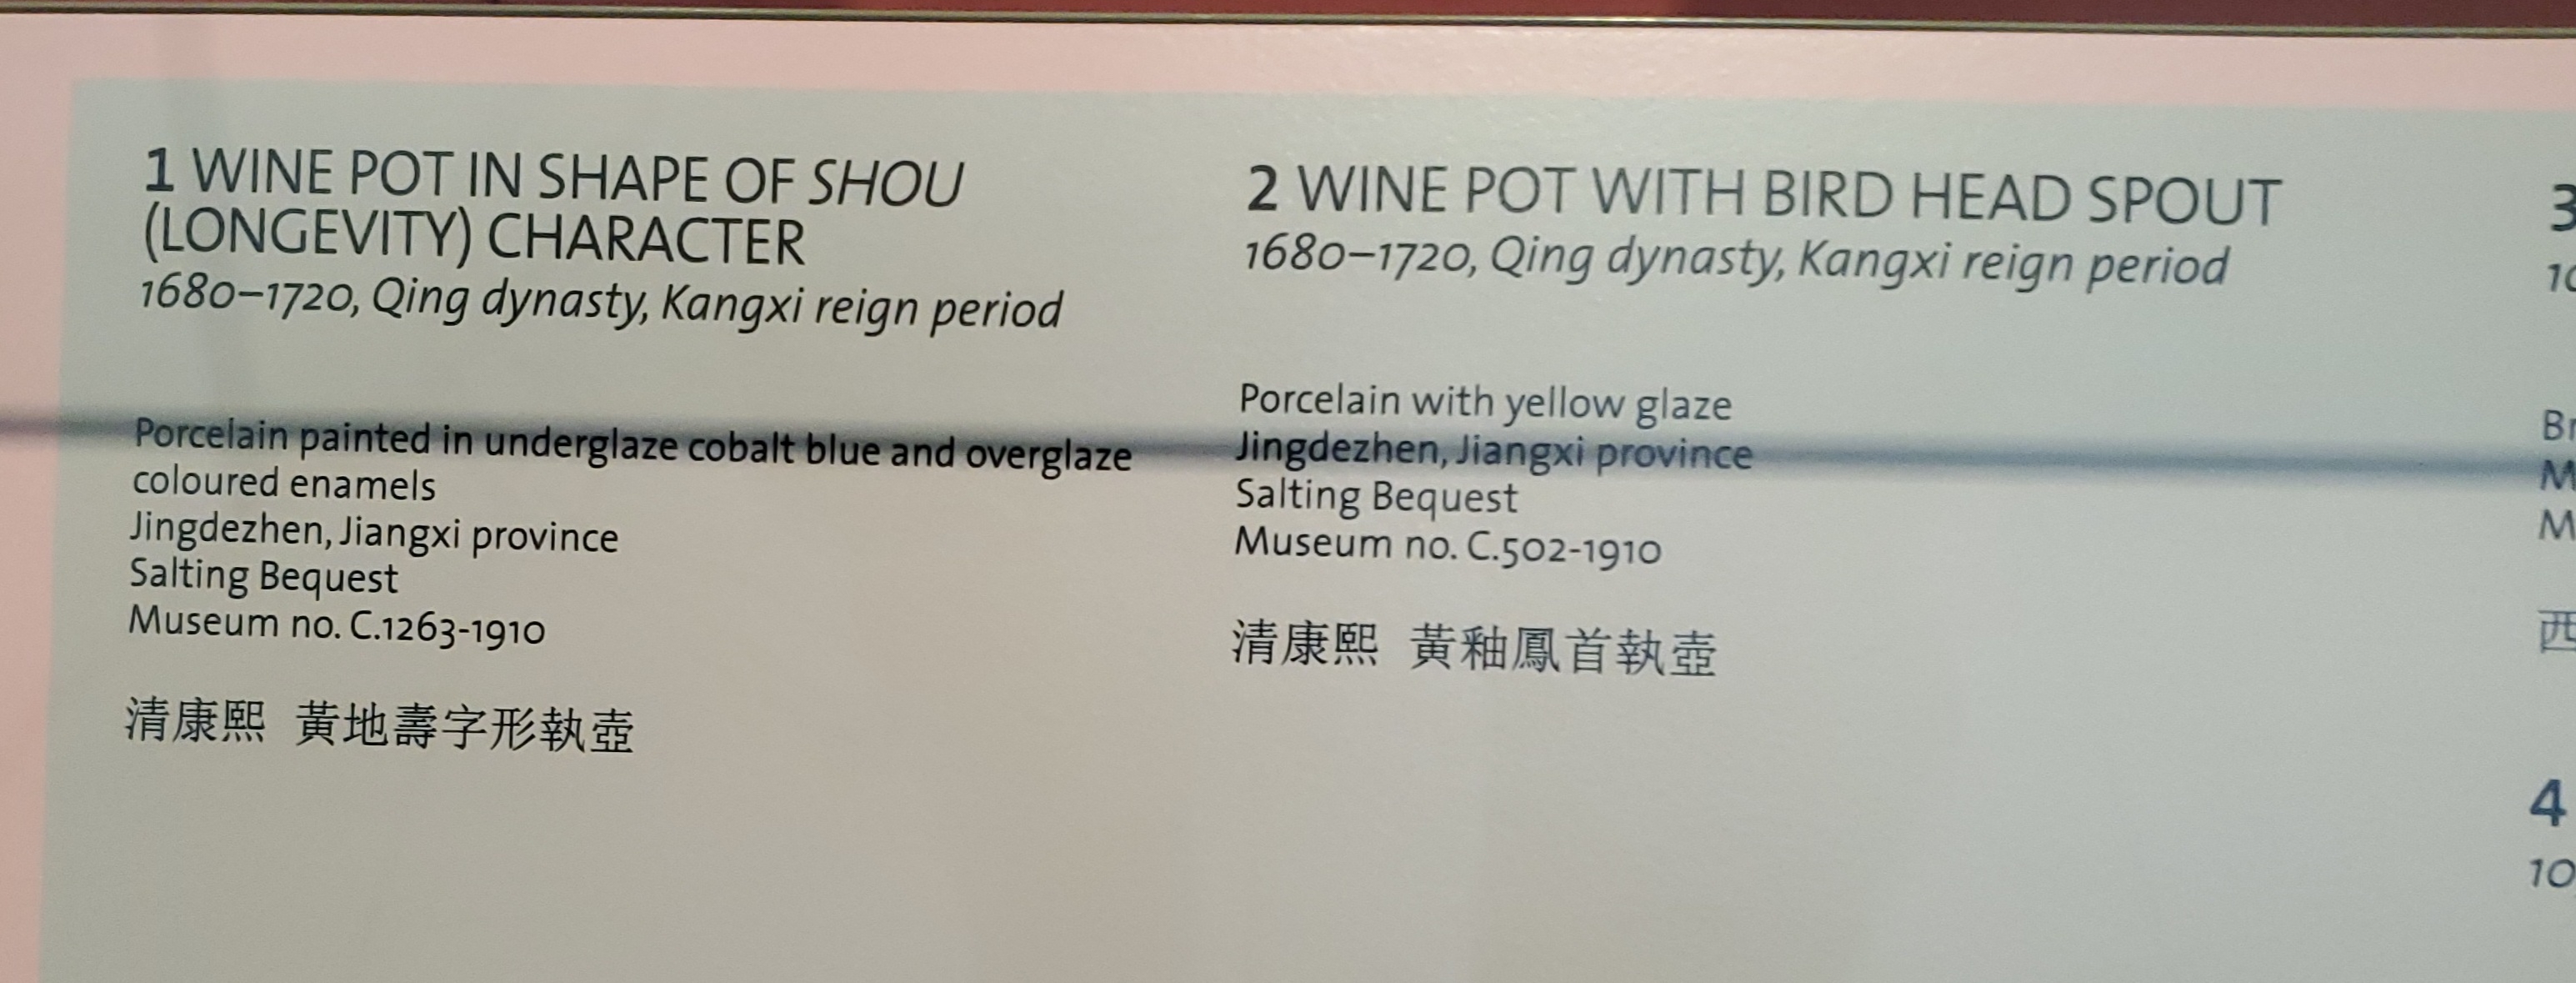 1 WINE POT IN SHAPE OF SHOU
(LONGEVITY) CHARACTER
1680–1720, Qing dynasty, Kangxi reign period
Porcelain painted in underglaze cobalt blue and overglaze
coloured enamels
Jingdezhen, Jiangxi province
Salting Bequest
Museum no. C.1263-1910
清康熙 黃地壽字形執壺
2 WINE POT WITH BIRD HEAD SPOUT
1680–1720, Qing dynasty, Kangxi reign period
Porcelain with yellow glaze
Jingdezhen, Jiangxi province
Salting Bequest
Museum no. C.502-1910
清康熙 黃釉鳳首執壺
3
4